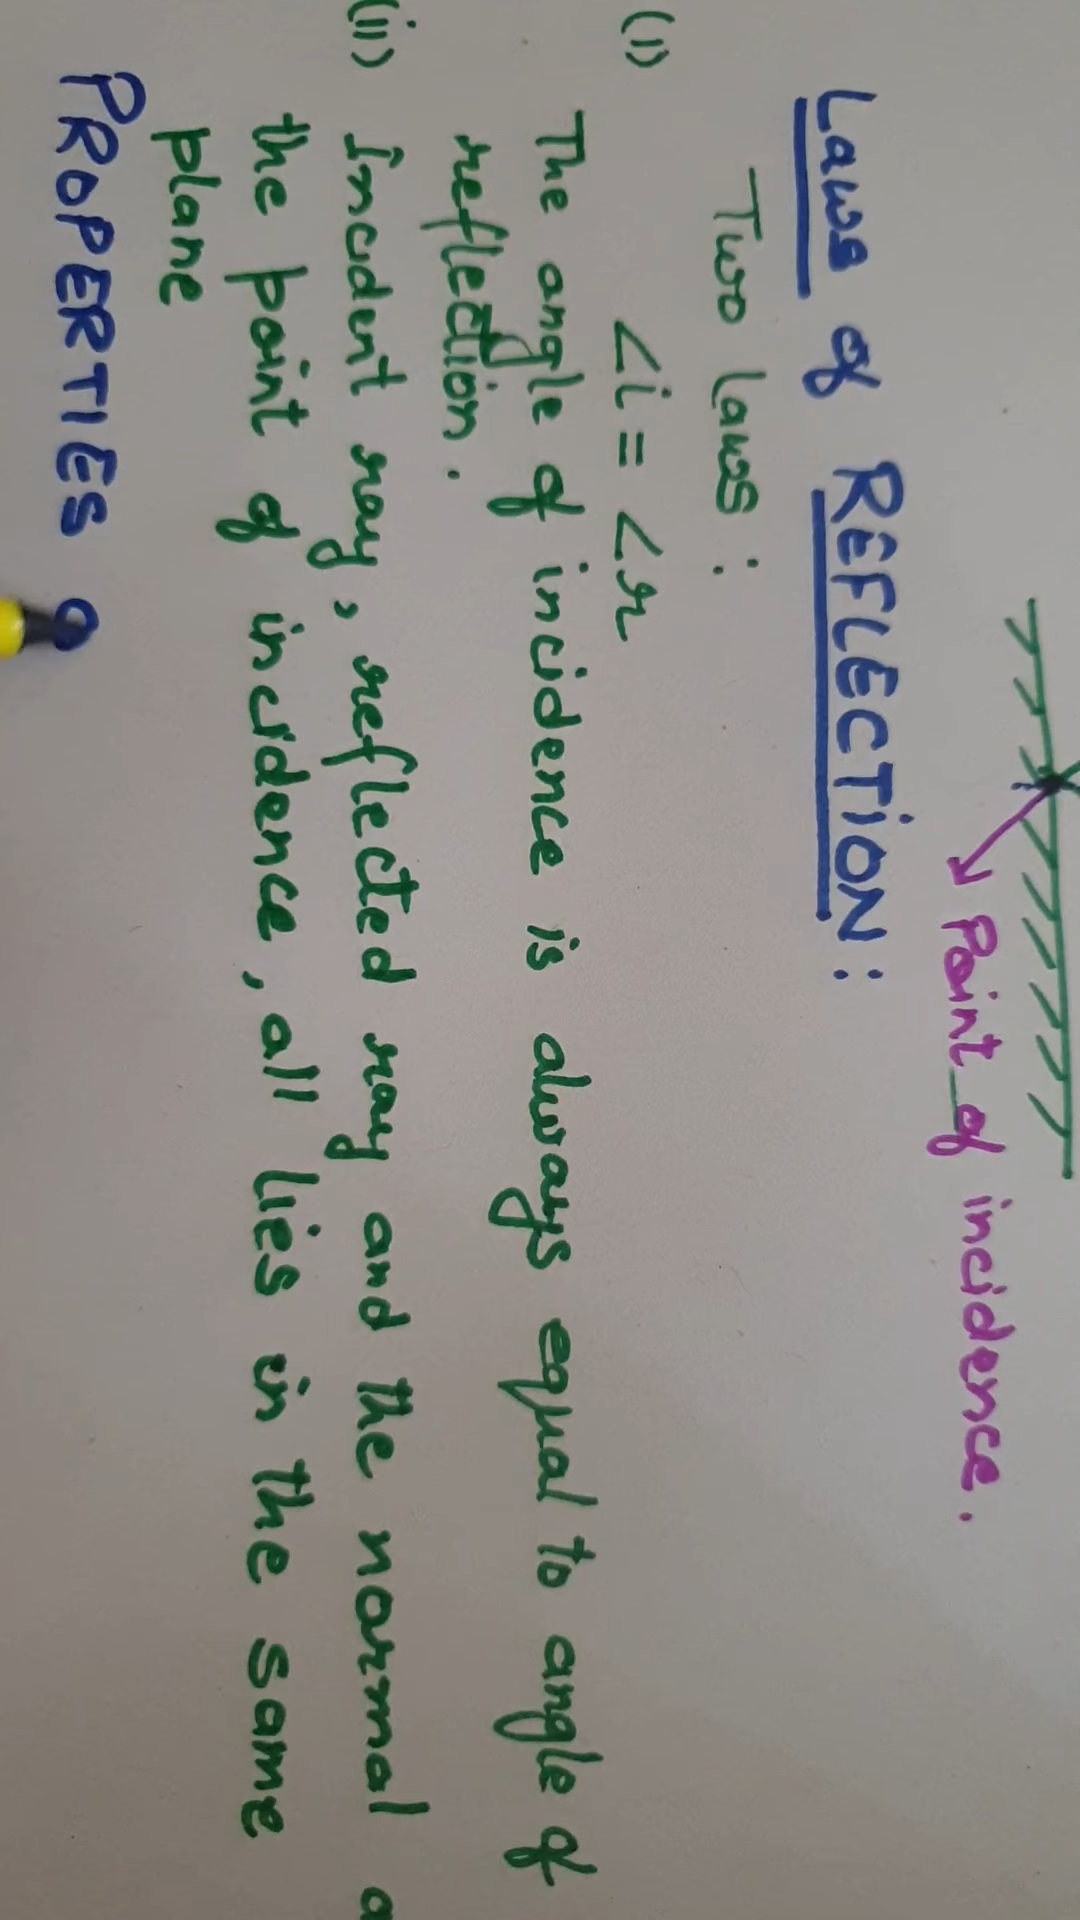 Point of incidence.
Laws of REFLECTION:
Two laws:
(i) ∠i = ∠r
The angle of incidence is always equal to angle of
reflection.
(ii) Incident ray, reflected ray and the normal a
the point of incidence, all lies in the same
plane
PROPERTIES O